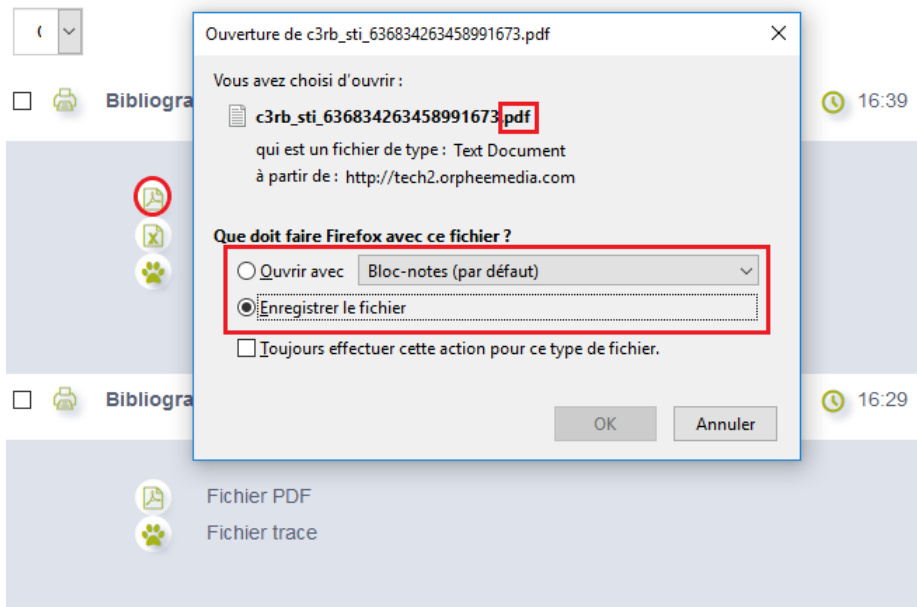 Ouverture de c3rb_sti_636834263458991673.pdf
Vous avez choisi d'ouvrir :
Bibliogra
c3rb_sti_636834263458991673.pdf
16:39
qui est un fichier de type : Text Document
à partir de : http://tech2.orpheemedia.com
Que doit faire Firefox avec ce fichier ?
Ouvrir avec Bloc-notes (par défaut)
Enregistrer le fichier
Toujours effectuer cette action pour ce type de fichier.
Bibliogra
16:29
OK Annuler
Fichier PDF
Fichier trace